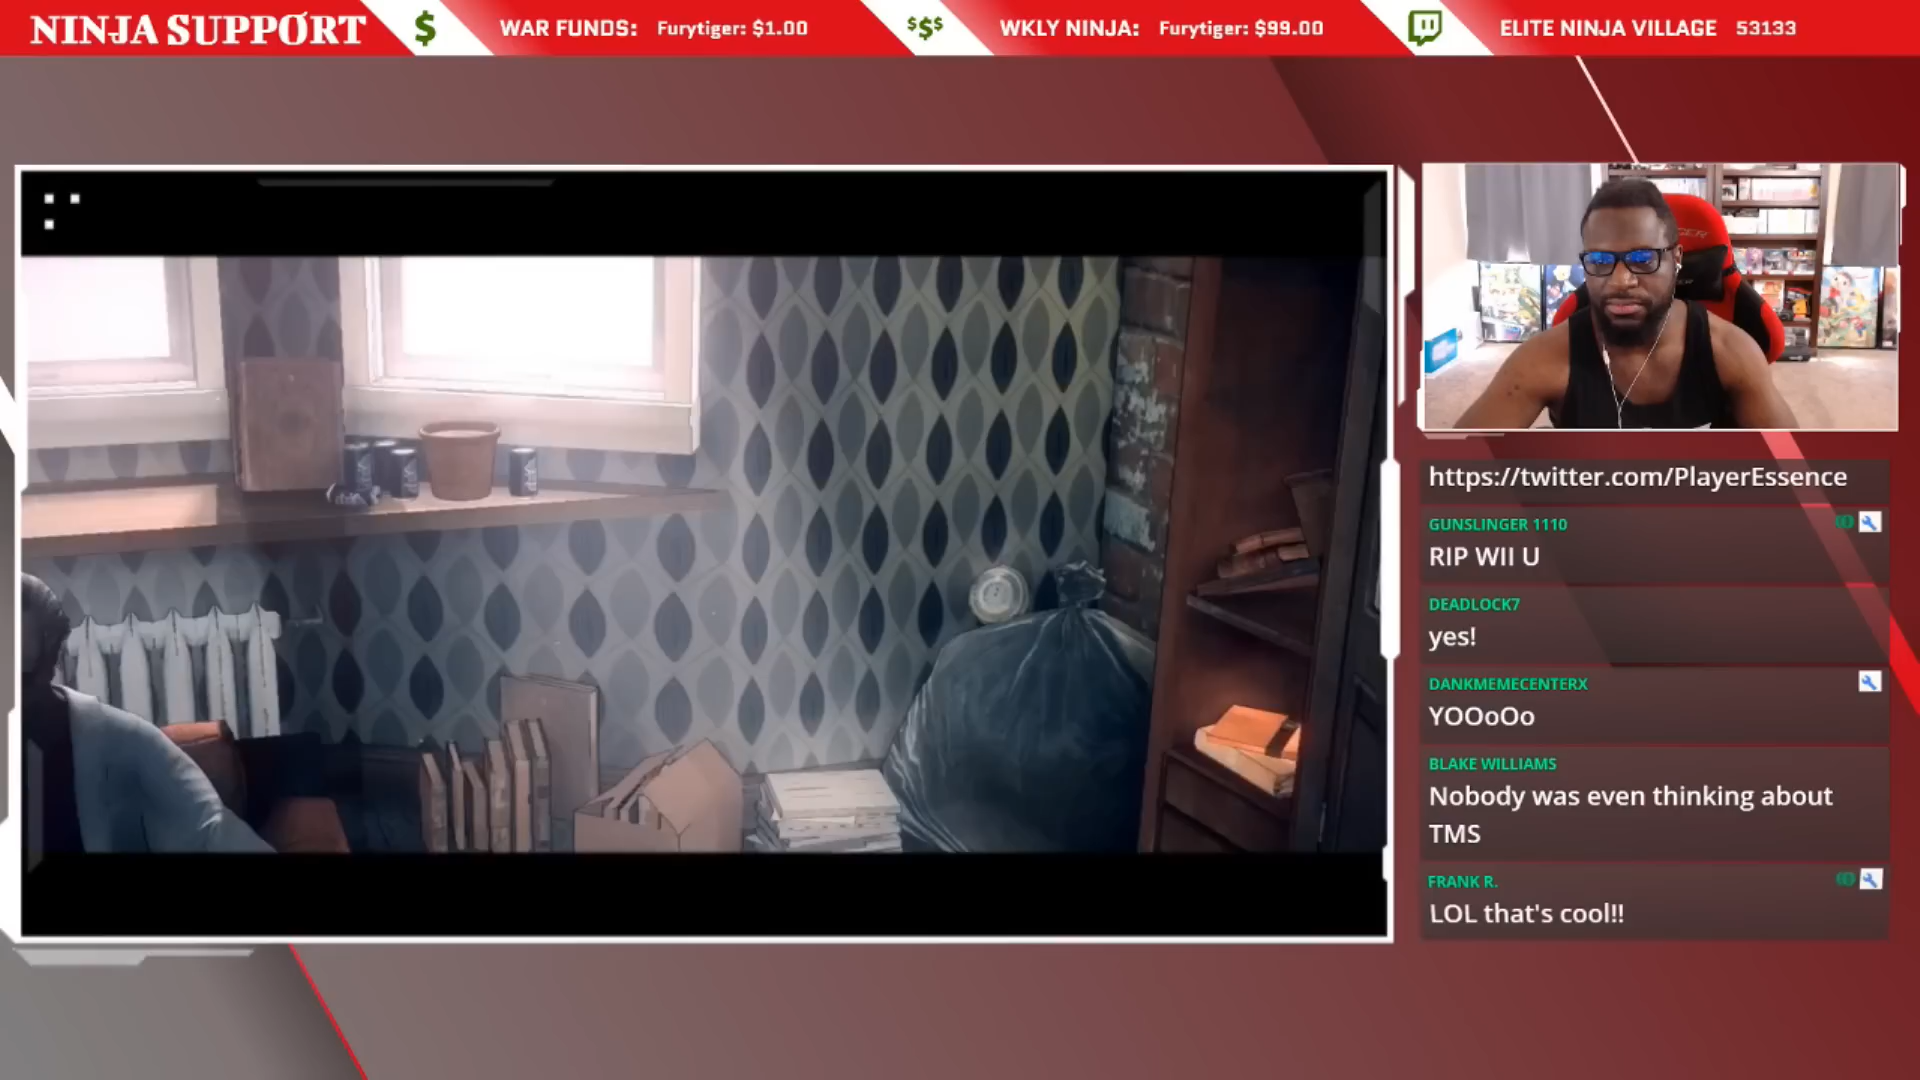 NINJA SUPPORT
$
WAR FUNDS: Furytiger: $1.00
$$$
WKLY NINJA: Furytiger: $99.00
ELITE NINJA VILLAGE 53133
https://twitter.com/PlayerEssence
GUNSLINGER 1110
RIP WII U
DEADLOCK7
yes!
DANKMEMECENTERX
YOOoOo
BLAKE WILLIAMS
Nobody was even thinking about
TMS
FRANK R.
LOL that's cool!!